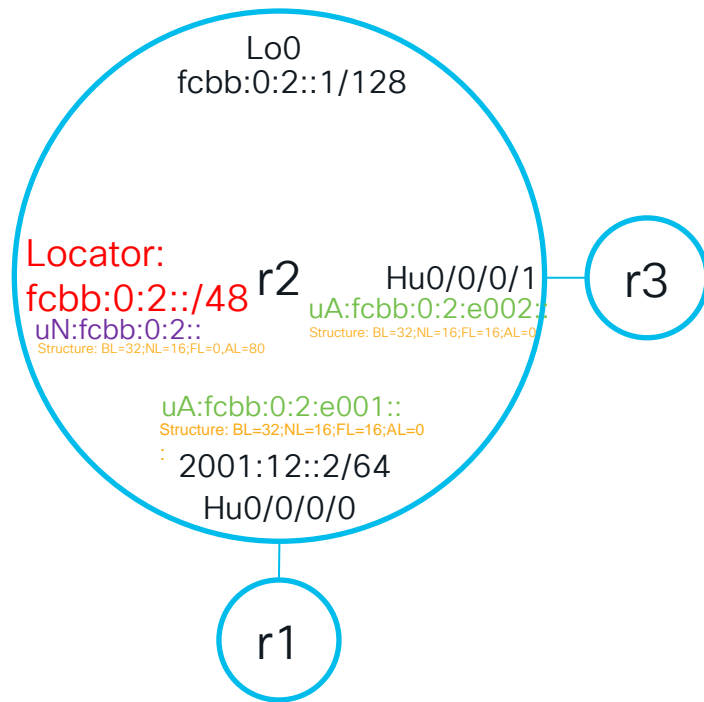 Lo0
fcbb:0:2::1/128
Locator:
fcbb:0:2::/48
r2
Hu0/0/0/1
r3
uN:fcbb:0:2::
Structure: BL=32;NL=16;FL=0,AL=80
uA:fcbb:0:2:e002::
Structure: BL=32;NL=16;FL=16;AL=0
uA:fcbb:0:2:e001::
Structure: BL=32;NL=16;FL=16;AL=0
:
2001:12::2/64
Hu0/0/0/0
r1